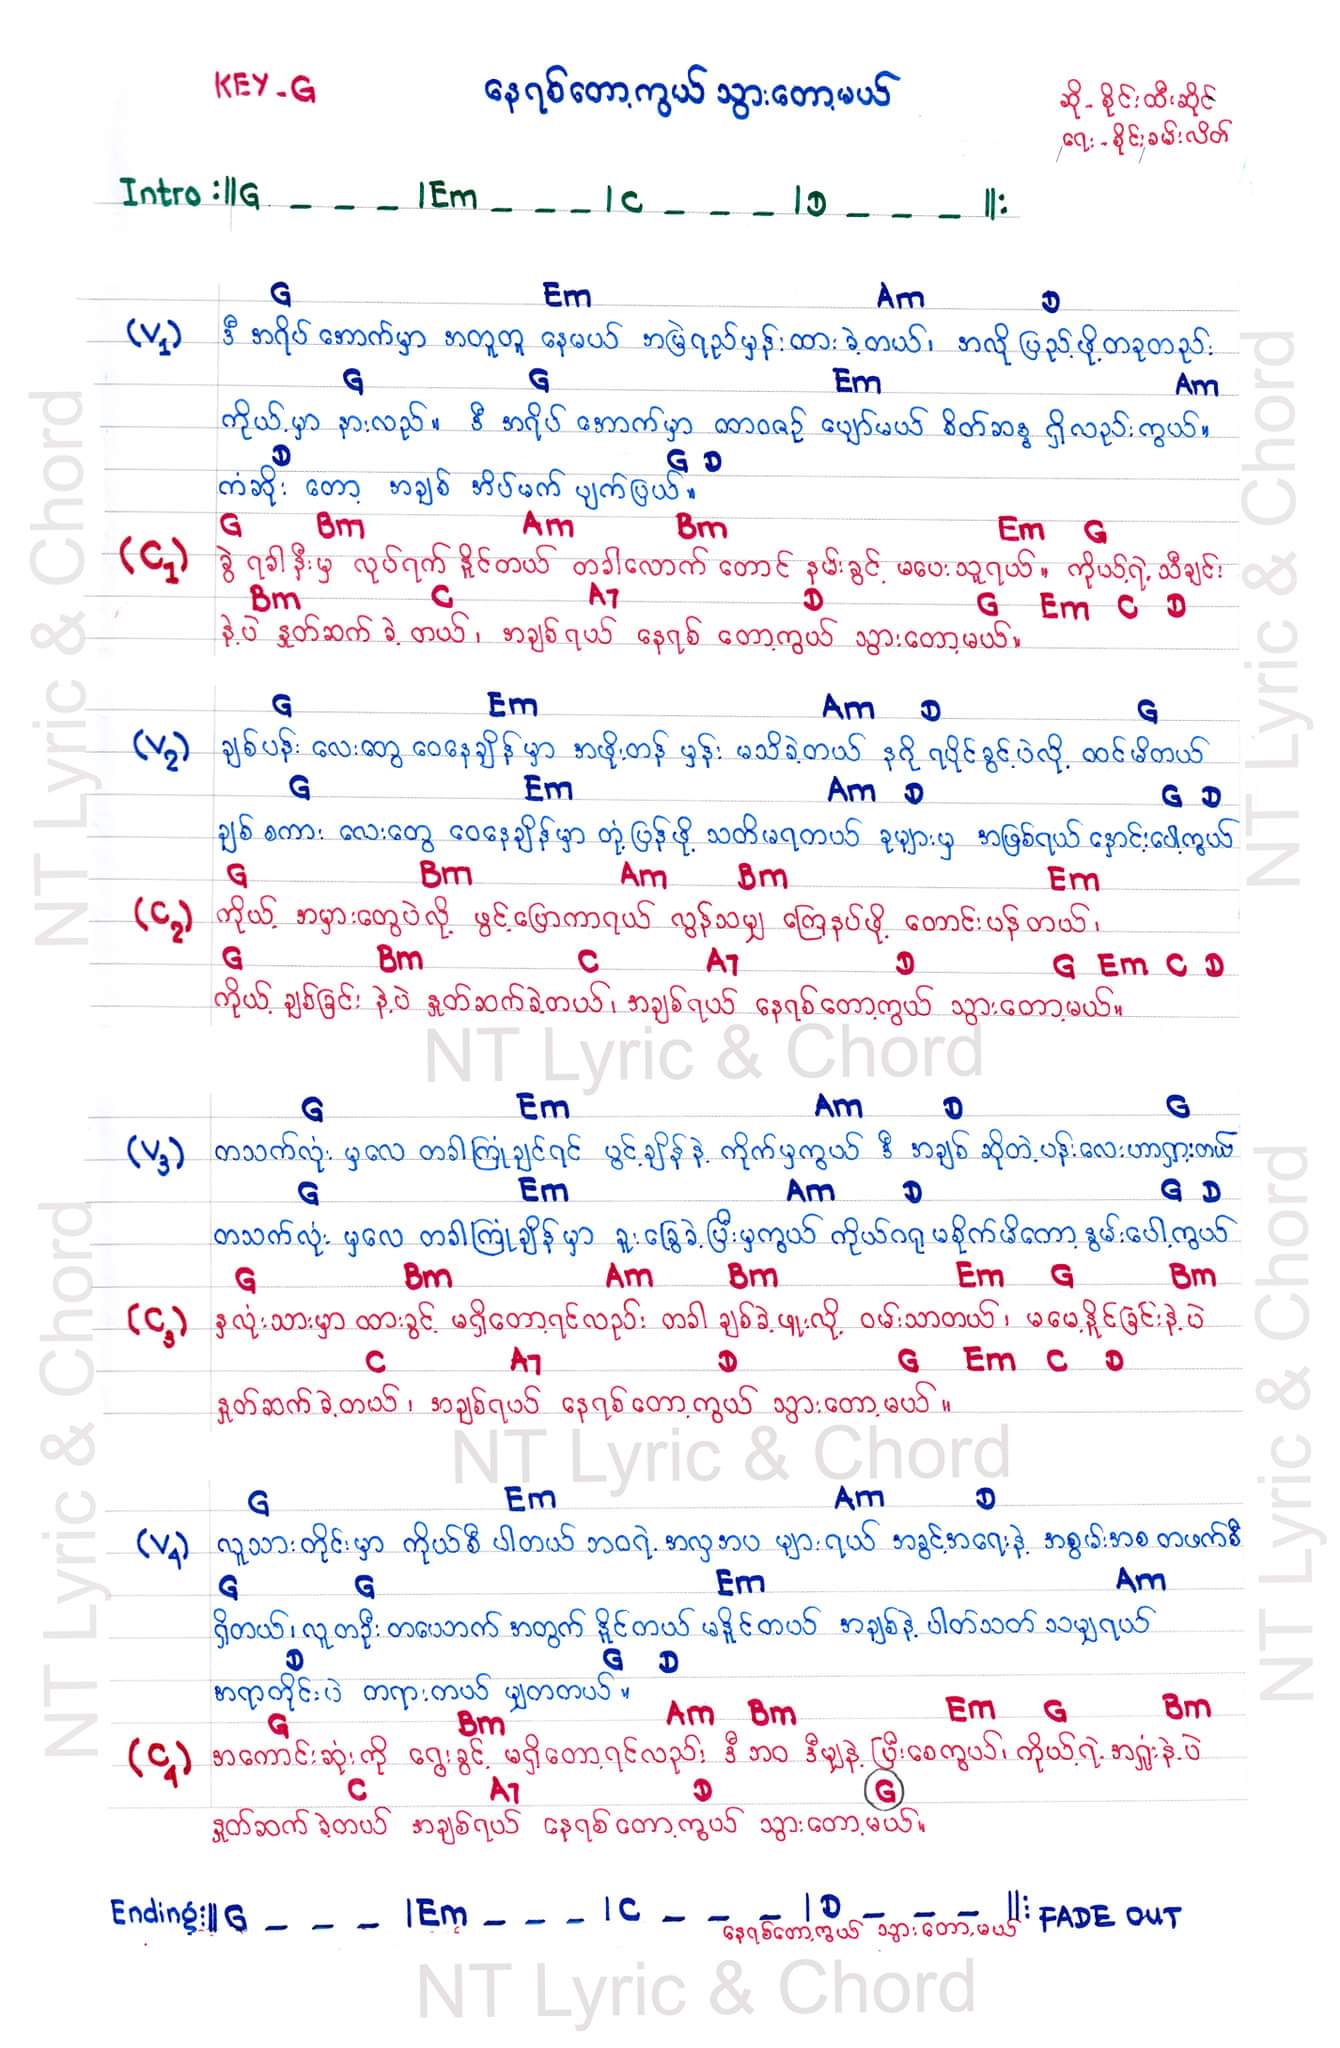 KEY - G
နေရစ်တော့ကွယ် သွားတော့မယ်
ဆို - စိုင်းထီးဆိုင်
ရေး - စိုင်းခမ်းလိတ်
Intro :||G _ _ _ |Em _ _ _ |C _ _ _ |D _ _ _ ||:
G Em Am D
(V1) ဒီ အရိပ် အောက်မှာ အတူတူ နေမယ် အမြဲရည်မှန်းထားခဲ့တယ်၊ အလို ပြည့်ဖို့တခုတည်း
G G Em Am
ကိုယ့်မှာ နားလည်။ ဒီ အရိပ် အောက်မှာ ထာဝစဉ် ပျော်မယ် စိတ်ဆန္ဒ ရှိလည်းကွယ်။
D G D
ကံဆိုး တော့ အချစ် အိပ်မက် ပျက်ပြယ်။
G Bm Am Bm Em G
(C1) ခွဲ ရခါနီးမှ လုပ်ရက် နိုင်တယ် တခါလောက် တောင် နမ်းခွင့် မပေးသူရယ်။ ကိုယ့်ရဲ့ သီချင်း
Bm C A7 D G Em C D
နဲ့ပဲ နှုတ်ဆက် ခဲ့ တယ်၊ အချစ်ရယ် နေရစ် တော့ကွယ် သွားတော့မယ်။
G Em Am D G
(V2) ချစ်ပန်း လေးတွေ ဝေနေချိန်မှာ အဖိုးတန် မှန်း မသိခဲ့တယ် နဂို ရပိုင်ခွင့်ပဲလို့ ထင်မိတယ်
G Em Am D G D
ချစ် စကား လေးတွေ ဝေနေချိန်မှာ တုံ့ပြန်ဖို့ သတိမရတယ် ခုများမှ အဖြစ်ရယ် နှောင်းပေါ့ကွယ်
G Bm Am Bm Em
(C2) ကိုယ့် အမှားတွေပဲလို့ ဖွင့်ပြောကာရယ် လွန်သမျှ ကြေနပ်ဖို့ တောင်းပန်တယ်၊
G Bm C A7 D G Em C D
ကိုယ့် ချစ်ခြင်း နဲ့ပဲ နှုတ်ဆက်ခဲ့တယ်၊ အချစ်ရယ် နေရစ်တော့ကွယ် သွားတော့မယ်။
G Em Am D G
(V3) တသက်လုံး မှလေ တခါကြုံချင်ရင် ပွင့်ချိန်နဲ့ ကိုက်မှကွယ် ဒီ အချစ် ဆိုတဲ့ပန်းလေးဟာရှားတယ်
G Em Am D G D
တသက်လုံး မှလေ တခါကြုံချိန်မှာ ခူးခြွေခဲ့ပြီးမှကွယ် ကိုယ်ဂရုမစိုက်မိတော့ နွမ်းပေါ့ကွယ်
G Bm Am Bm Em G Bm
(C3) နှလုံးသားမှာ ထားခွင့် မရှိတော့ရင်လည်း တခါ ချစ်ခဲ့ဖူးလို့ ဝမ်းသာတယ်၊ မမေ့နိုင်ခြင်းနဲ့ပဲ
C A7 D G Em C D
နှုတ်ဆက် ခဲ့တယ်၊ အချစ်ရယ် နေရစ်တော့ကွယ် သွားတော့မယ်။
G Em Am D
(V4) လူသားတိုင်းမှာ ကိုယ်စီ ပါတယ် ဘဝရဲ့ အလှအပ များရယ် အခွင့်အရေးနဲ့ အစွမ်းအစ တဖက်စီ
G G Em Am
ရှိတယ်၊ လူတဦး တယောက် အတွက် နိုင်တယ် မနိုင်တယ် အချစ်နဲ့ ပါတ်သတ် သမျှရယ်
D G D
အရာတိုင်းပဲ တရားတယ် မျှတတယ်။
G Bm Am Bm Em G Bm
(C4) အကောင်းဆုံးကို ရွေးခွင့် မရှိတော့ရင်လည်း ဒီ ဘဝ ဒီမျှနဲ့ ပြီးစေကွယ်၊ ကိုယ့်ရဲ့ အရှုံးနဲ့ပဲ
C A7 D G
နှုတ်ဆက် ခဲ့တယ် အချစ်ရယ် နေရစ် တော့ကွယ် သွားတော့မယ်။
Ending:||G _ _ _ |Em _ _ _ |C _ _ _ |D _ _ _ ||: FADE OUT
နေရစ်တော့ကွယ် သွားတော့မယ်
NT Lyric & Chord
NT Lyric & Chord
NT Lyric & Chord
NT Lyric & Chord
NT Lyric & Chord
NT Lyric & Chord
NT Lyric & Chord